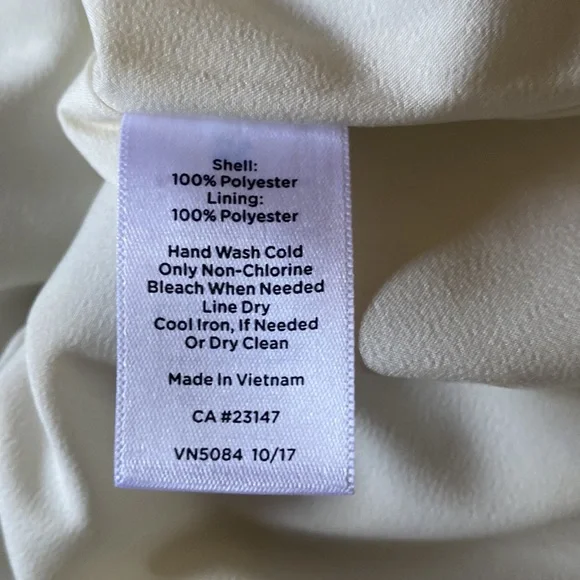 Shell:
100% Polyester
Lining:
100% Polyester
Hand Wash Cold
Only Non-Chlorine
Bleach When Needed
Line Dry
Cool Iron, If Needed
Or Dry Clean
Made In Vietnam
CA #23147
VN5084 10/17